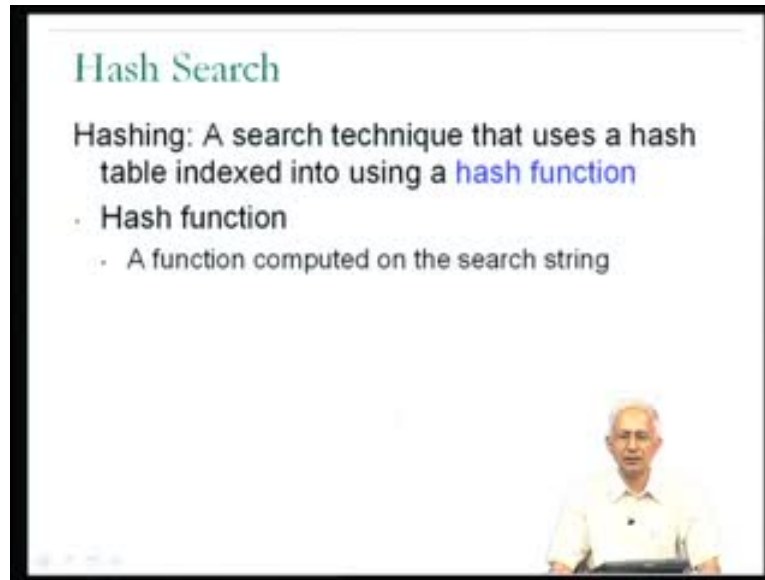 Hash Search
Hashing: A search technique that uses a hash
table indexed into using a hash function
· Hash function
· A function computed on the search string